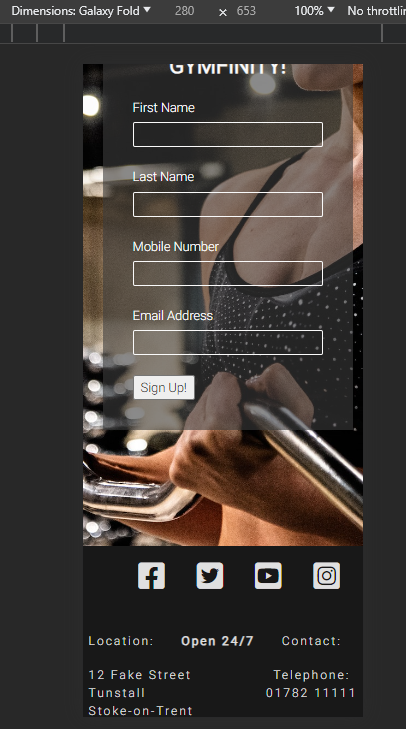 Dimensions: Galaxy Fold 280 × 653 100% No throttlin
GYMFINITY!
First Name
Last Name
Mobile Number
Email Address
Sign Up!
Location: Open 24/7 Contact:
12 Fake Street Telephone:
Tunstall 01782 11111
Stoke-on-Trent